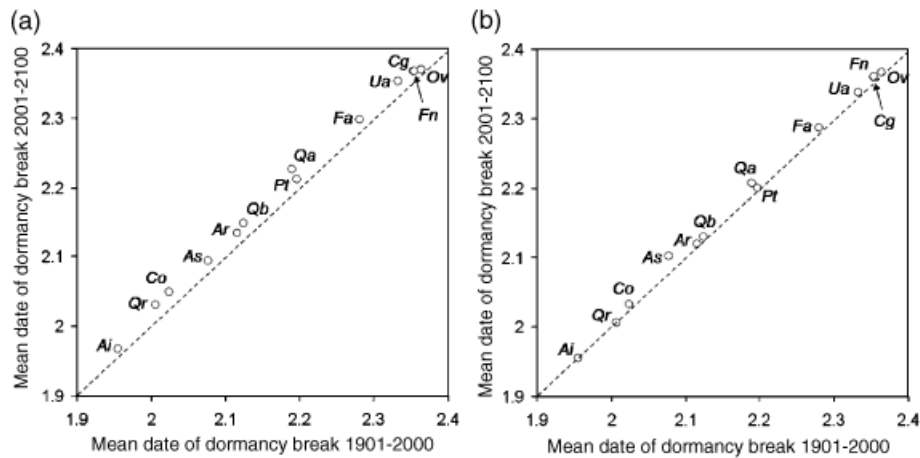 (a)
Mean date of dormancy break 2001-2100
2.4
2.3
2.2
2.1
2
1.9
Cg
Ua
Ov
Fn
Fa
Qa
Pt
Qb
Ar
As
Co
Qr
Ai
1.9 2 2.1 2.2 2.3 2.4
Mean date of dormancy break 1901-2000
(b)
Mean date of dormancy break 2001-2100
2.4
2.3
2.2
2.1
2
1.9
Fn
Ua
Ov
Cg
Fa
Qa
Pt
Qb
Ar
As
Co
Qr
Ai
1.9 2 2.1 2.2 2.3 2.4
Mean date of dormancy break 1901-2000